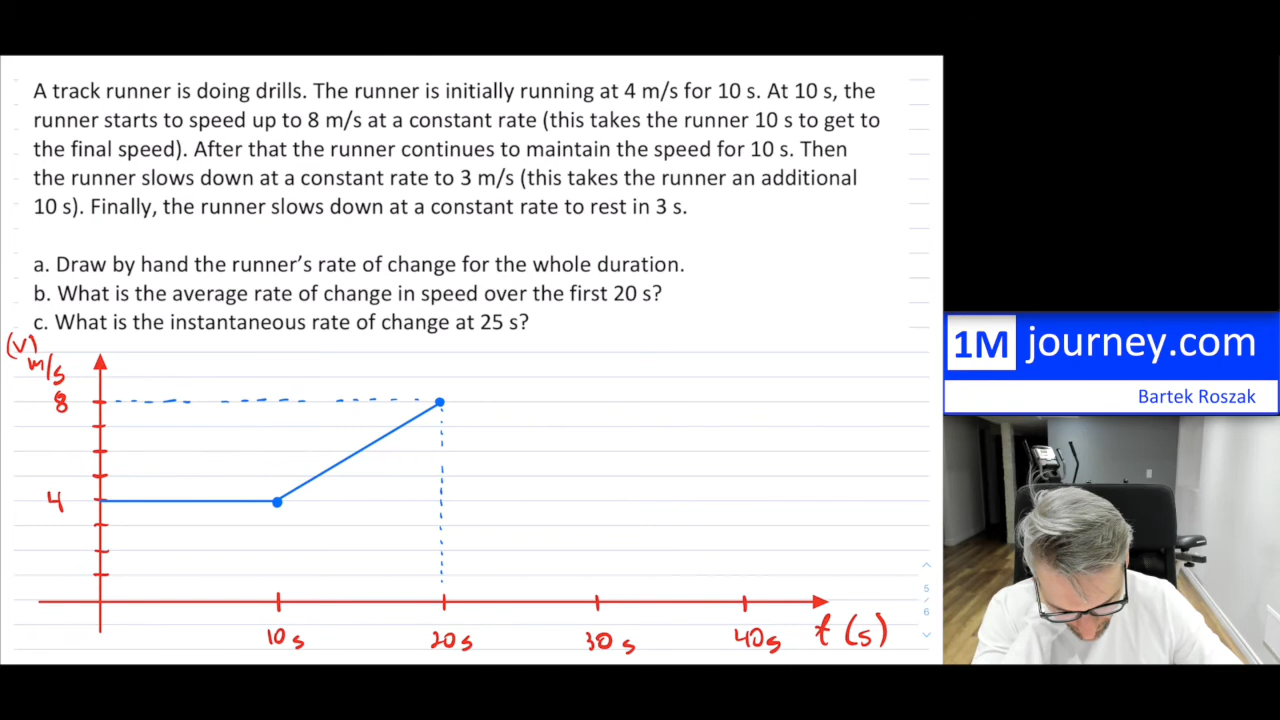 A track runner is doing drills. The runner is initially running at 4 m/s for 10 s. At 10 s, the
runner starts to speed up to 8 m/s at a constant rate (this takes the runner 10 s to get to
the final speed). After that the runner continues to maintain the speed for 10 s. Then
the runner slows down at a constant rate to 3 m/s (this takes the runner an additional
10 s). Finally, the runner slows down at a constant rate to rest in 3 s.
a. Draw by hand the runner’s rate of change for the whole duration.
b. What is the average rate of change in speed over the first 20 s?
c. What is the instantaneous rate of change at 25 s?
(v)
m/s
8
4
10 s
20 s
30 s
40 s
t (s)
5
/
6
1M journey.com
Bartek Roszak